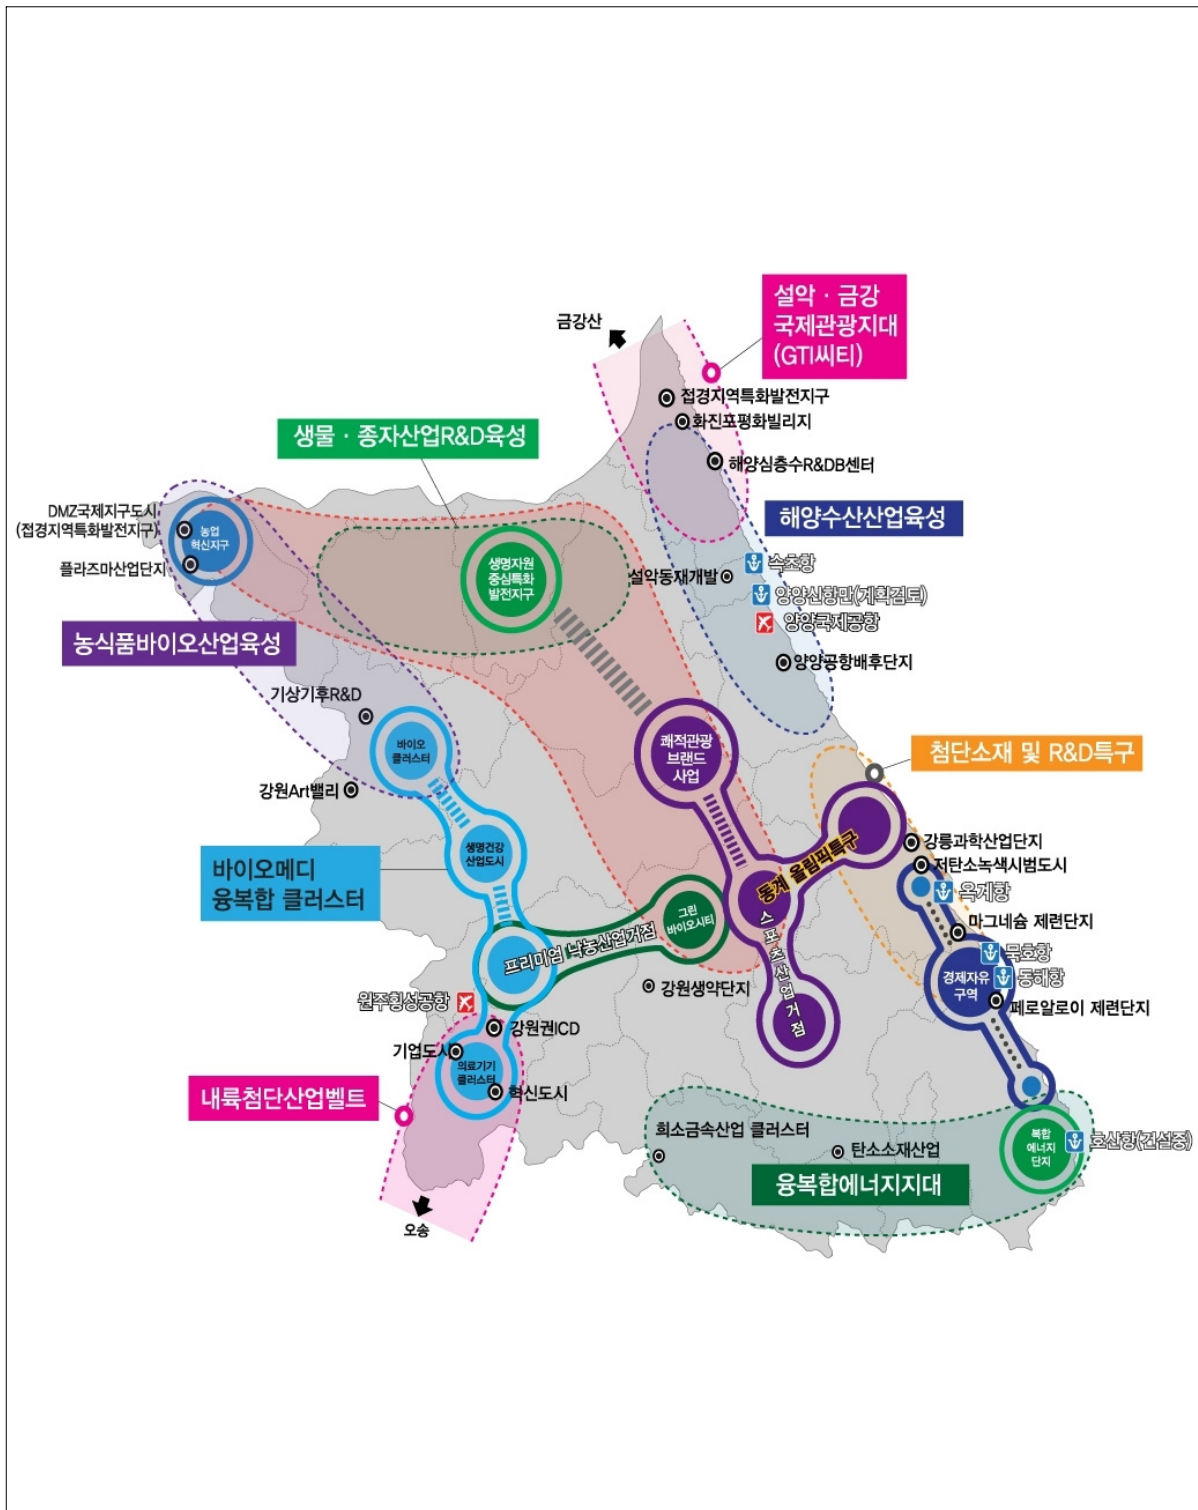 설악 · 금강
국제관광지대
(GTI씨티)
금강산
접경지역특화발전지구
화진포평화빌리지
생물 · 종자산업R&D육성
해양심층수R&DB센터
DMZ국제지구도시
(접경지역특화발전지구)
농업
혁신지구
해양수산산업육성
플라즈마산업단지
생명자원
중심특화
발전지구
설악동재개발
속초항
양양신항만(계획검토)
양양국제공항
농식품바이오산업육성
양양공항배후단지
기상기후R&D
바이오
클러스터
쾌적관광
브랜드
사업
첨단소재 및 R&D특구
강원Art밸리
동계 올림픽특구
강릉과학산업단지
생명건강
산업도시
저탄소녹색시범도시
바이오메디
융복합 클러스터
옥계항
그린
바이오시티
스포츠산업거점
마그네슘 제련단지
프리미엄 낙농산업거점
묵호항
경제자유
구역
동해항
강원생약단지
원주횡성공항
페로알로이 제련단지
강원권ICD
기업도시
의료기기
클러스터
혁신도시
내륙첨단산업벨트
희소금속산업 클러스터
탄소소재산업
복합
에너지
단지
호산항(건설중)
융복합에너지지대
오송